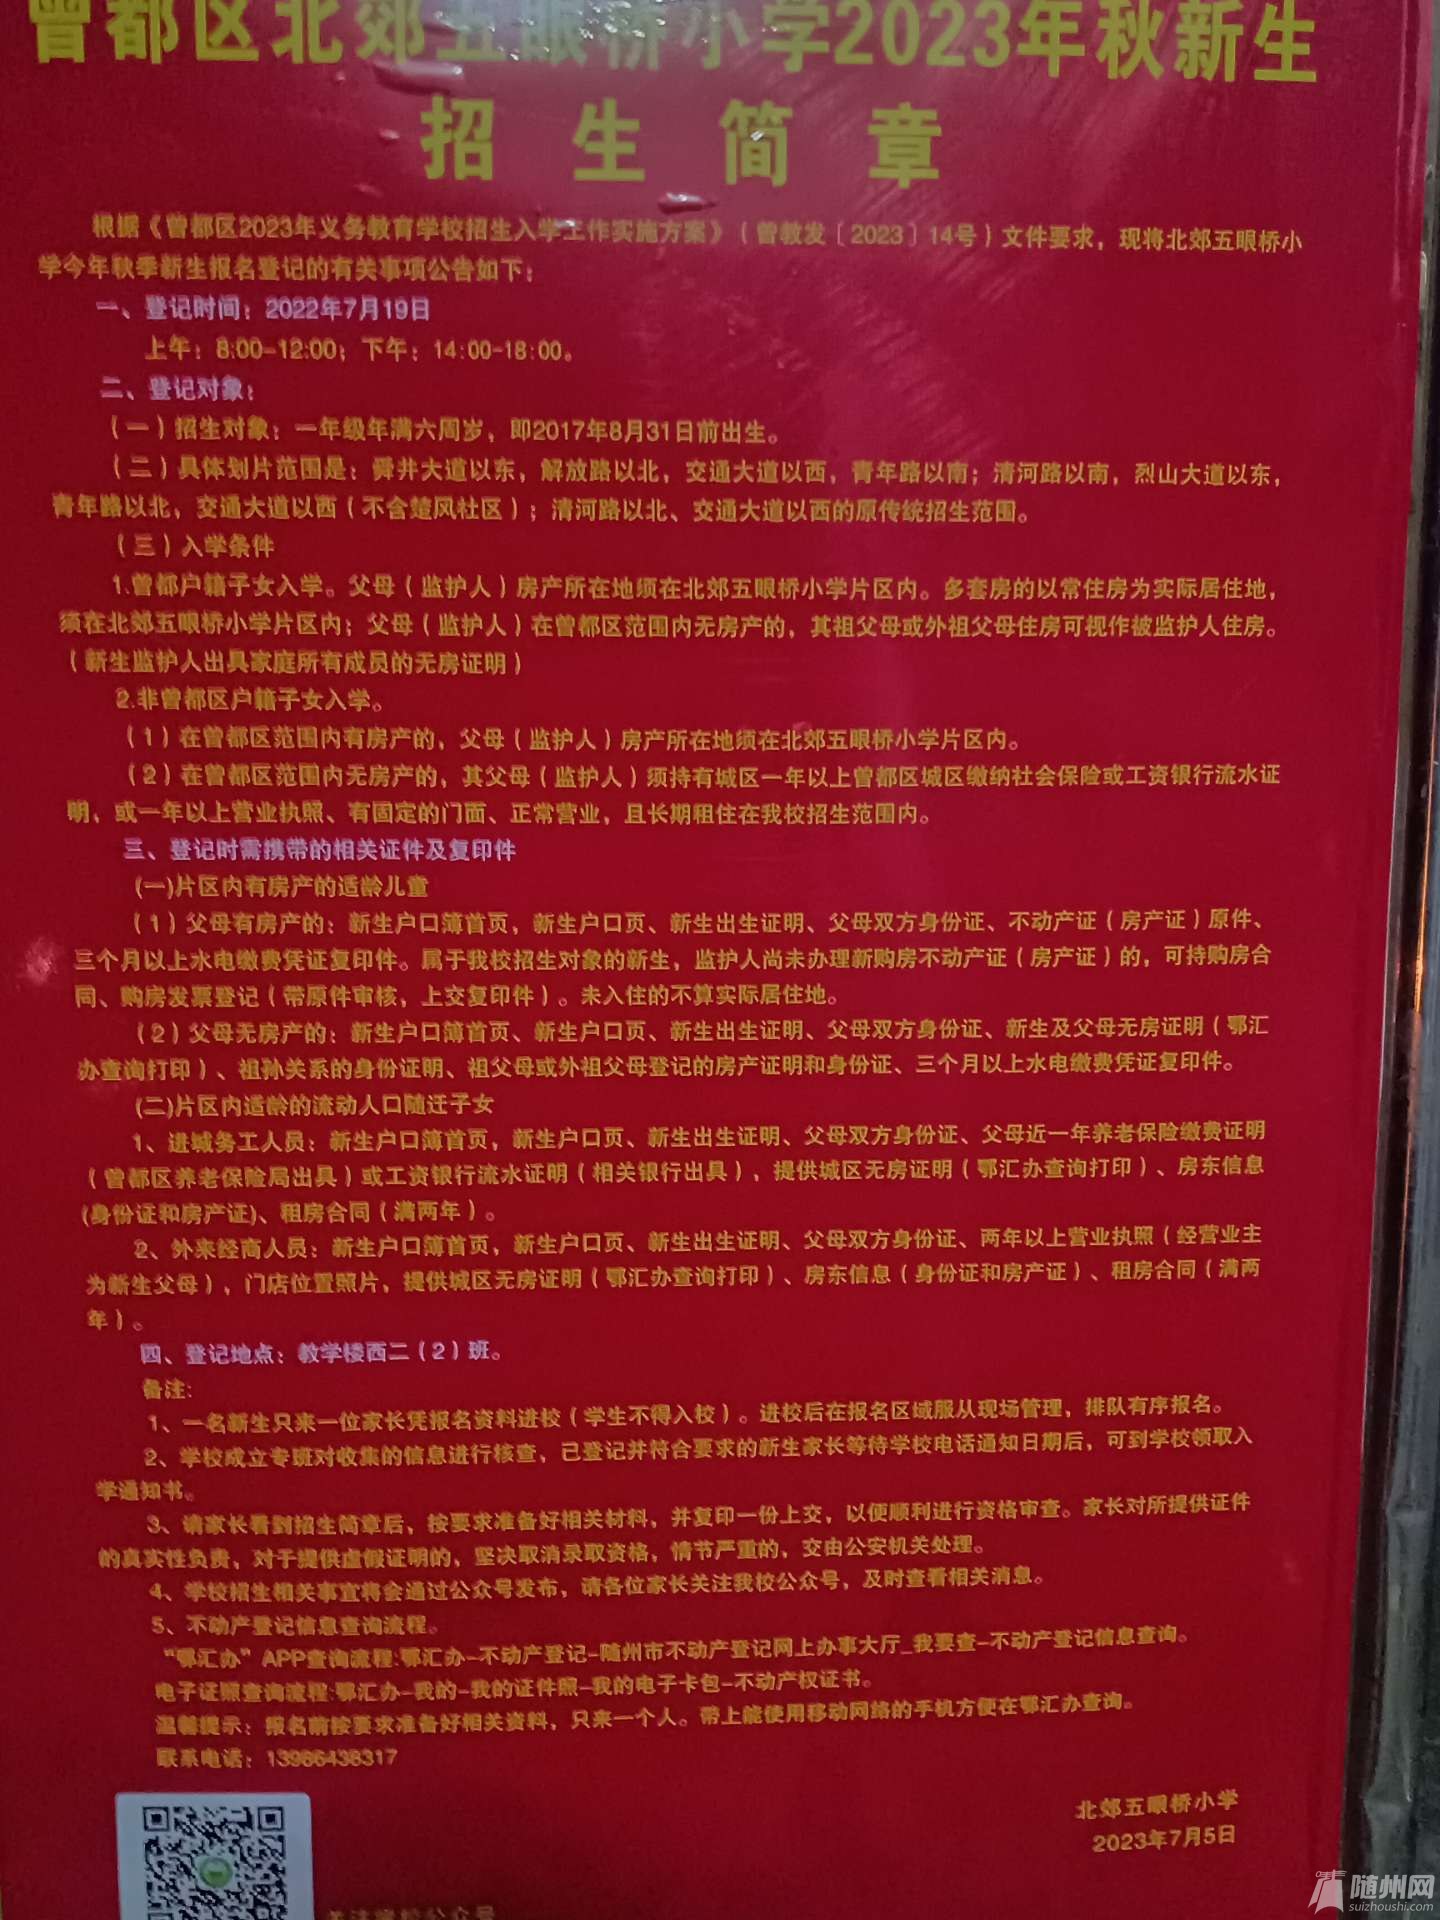 曾都区北郊五眼桥小学2023年秋新生
招生简章
根据《曾都区2023年义务教育学校招生入学工作实施方案》（曾教发〔2023〕14号）文件要求，现将北郊五眼桥小
学今年秋季新生报名登记的有关事项公告如下：
一、登记时间：2022年7月19日
上午：8:00-12:00；下午：14:00-18:00。
二、登记对象：
（一）招生对象：一年级年满六周岁，即2017年8月31日前出生。
（二）具体划片范围是：舜井大道以东，解放路以北，交通大道以西，青年路以南；清河路以南，烈山大道以东，
青年路以北，交通大道以西（不含楚风社区）；清河路以北、交通大道以西的原传统招生范围。
（三）入学条件
1.曾都户籍子女入学。父母（监护人）房产所在地须在北郊五眼桥小学片区内。多套房的以常住房为实际居住地，
须在北郊五眼桥小学片区内；父母（监护人）在曾都区范围内无房产的，其祖父母或外祖父母住房可视作被监护人住房。
（新生监护人出具家庭所有成员的无房证明）
2.非曾都区户籍子女入学。
（1）在曾都区范围内有房产的，父母（监护人）房产所在地须在北郊五眼桥小学片区内。
（2）在曾都区范围内无房产的，其父母（监护人）须持有城区一年以上曾都区城区缴纳社会保险或工资银行流水证
明，或一年以上营业执照、有固定的门面、正常营业，且长期租住在我校招生范围内。
三、登记时需携带的相关证件及复印件
(一)片区内有房产的适龄儿童
（1）父母有房产的：新生户口簿首页，新生户口页、新生出生证明、父母双方身份证、不动产证（房产证）原件、
三个月以上水电缴费凭证复印件。属于我校招生对象的新生，监护人尚未办理新购房不动产证（房产证）的，可持购房合
同、购房发票登记（带原件审核，上交复印件）。未入住的不算实际居住地。
（2）父母无房产的：新生户口簿首页、新生户口页、新生出生证明、父母双方身份证、新生及父母无房证明（鄂汇
办查询打印）、祖孙关系的身份证明、祖父母或外祖父母登记的房产证明和身份证、三个月以上水电缴费凭证复印件。
(二)片区内适龄的流动人口随迁子女
1、进城务工人员：新生户口簿首页，新生户口页、新生出生证明、父母双方身份证、父母近一年养老保险缴费证明
（曾都区养老保险局出具）或工资银行流水证明（相关银行出具），提供城区无房证明（鄂汇办查询打印）、房东信息
(身份证和房产证)、租房合同（满两年）。
2、外来经商人员：新生户口簿首页，新生户口页、新生出生证明、父母双方身份证、两年以上营业执照（经营业主
为新生父母），门店位置照片，提供城区无房证明（鄂汇办查询打印）、房东信息（身份证和房产证）、租房合同（满两
年）。
四、登记地点：教学楼西二（2）班。
备注：
1、一名新生只来一位家长凭报名资料进校（学生不得入校）。进校后在报名区域服从现场管理，排队有序报名。
2、学校成立专班对收集的信息进行核查，已登记并符合要求的新生家长等待学校电话通知日期后，可到学校领取入
学通知书。
3、请家长看到招生简章后，按要求准备好相关材料，并复印一份上交，以便顺利进行资格审查。家长对所提供证件
的真实性负责，对于提供虚假证明的，坚决取消录取资格，情节严重的，交由公安机关处理。
4、学校招生相关事宜将会通过公众号发布，请各位家长关注我校公众号，及时查看相关消息。
5、不动产登记信息查询流程。
“鄂汇办”APP查询流程:鄂汇办-不动产登记-随州市不动产登记网上办事大厅_我要查-不动产登记信息查询。
电子证照查询流程:鄂汇办-我的-我的证件照-我的电子卡包-不动产权证书。
温馨提示：报名前按要求准备好相关资料，只来一个人。带上能使用移动网络的手机方便在鄂汇办查询。
联系电话：13986438317
北郊五眼桥小学
2023年7月5日
关注学校公众号
随州网
suizhoushi.com